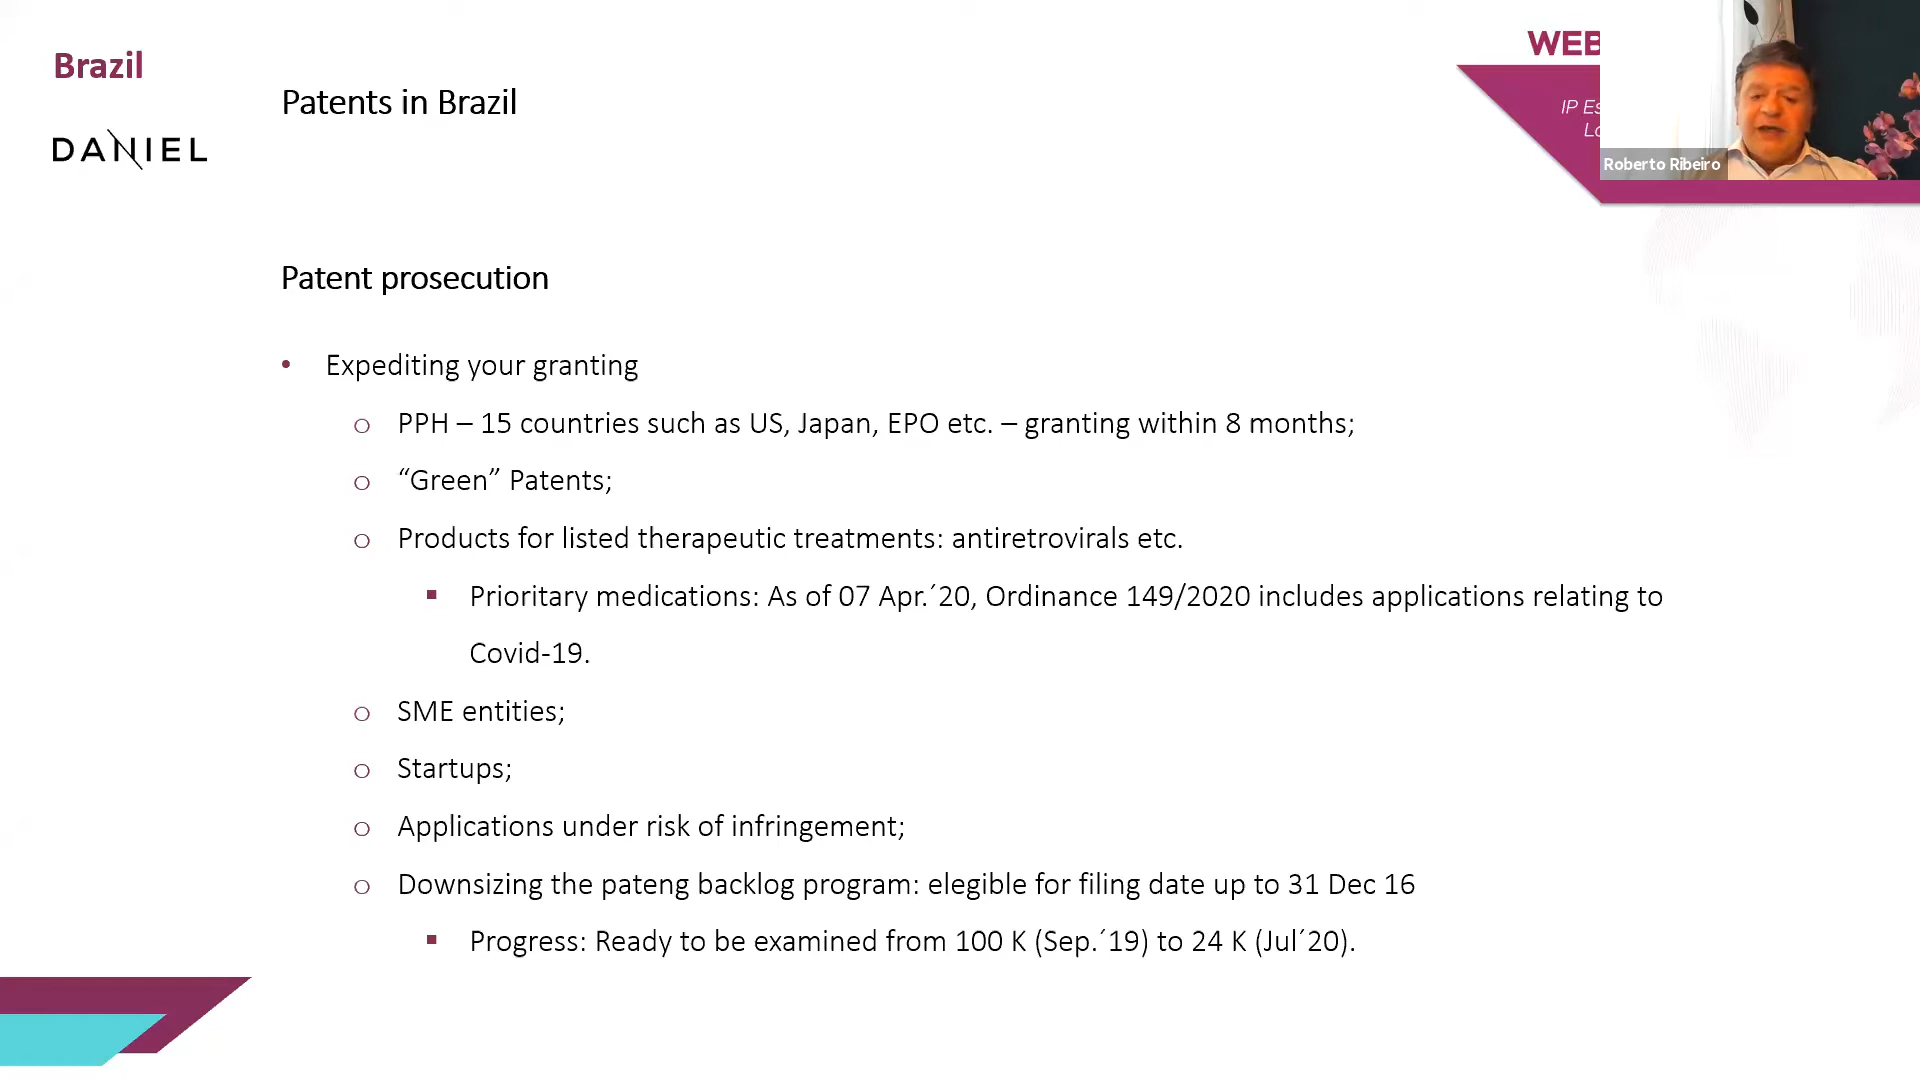 Brazil
DANIEL
Patents in Brazil
WEB
IP Es
Lo
Roberto Ribeiro
Patent prosecution
• Expediting your granting
o PPH – 15 countries such as US, Japan, EPO etc. – granting within 8 months;
o “Green” Patents;
o Products for listed therapeutic treatments: antiretrovirals etc.
▪ Prioritary medications: As of 07 Apr.´20, Ordinance 149/2020 includes applications relating to
Covid-19.
o SME entities;
o Startups;
o Applications under risk of infringement;
o Downsizing the pateng backlog program: elegible for filing date up to 31 Dec 16
▪ Progress: Ready to be examined from 100 K (Sep.´19) to 24 K (Jul´20).